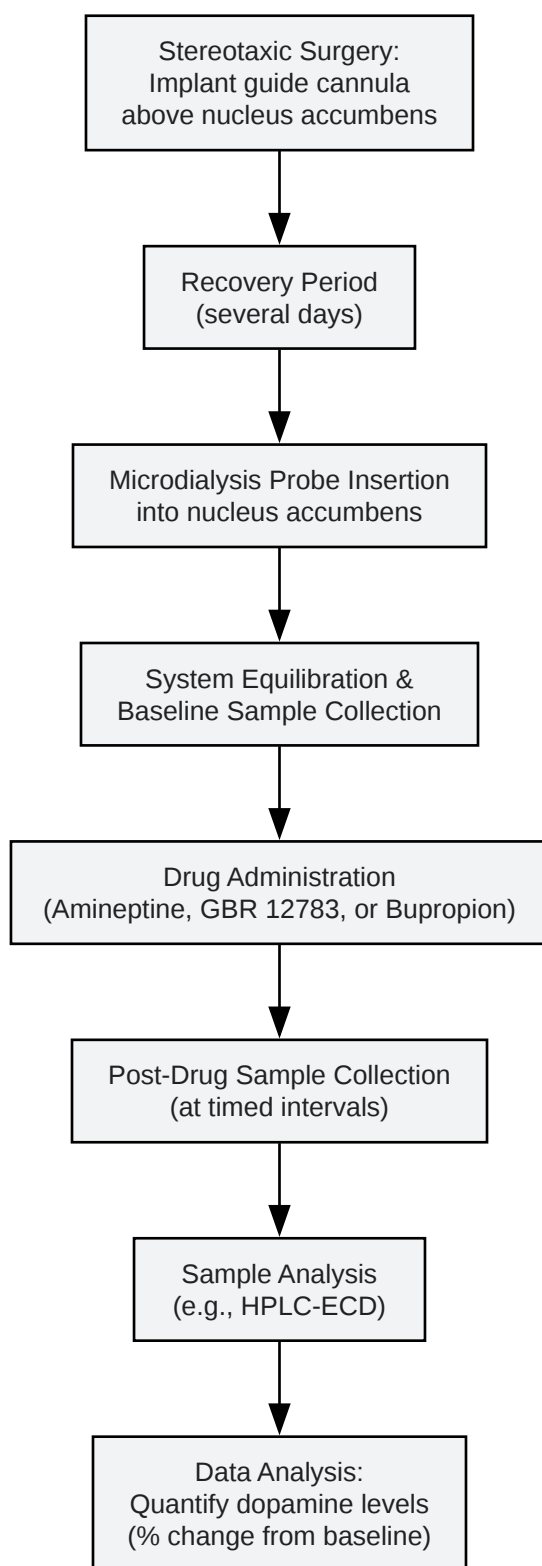 Stereotaxic Surgery:
Implant guide cannula
above nucleus accumbens
Recovery Period
(several days)
Microdialysis Probe Insertion
into nucleus accumbens
System Equilibration &
Baseline Sample Collection
Drug Administration
(Amineptine, GBR 12783, or Bupropion)
Post-Drug Sample Collection
(at timed intervals)
Sample Analysis
(e.g., HPLC-ECD)
Data Analysis:
Quantify dopamine levels
(% change from baseline)